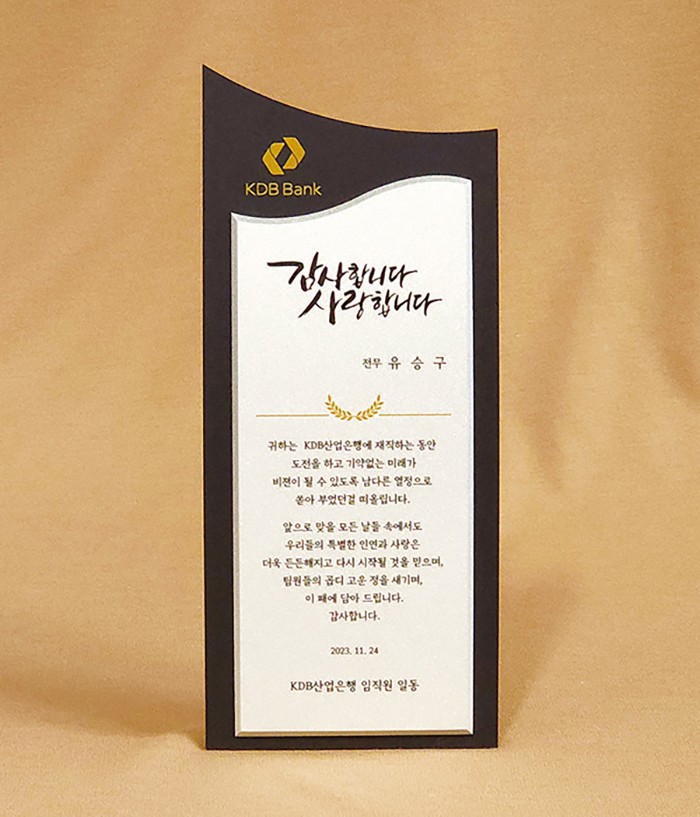 KDB Bank
감사합니다
사랑합니다
전무 유 승 구
귀하는 KDB산업은행에 재직하는 동안
도전을 하고 기약없는 미래가
비젼이 될 수 있도록 남다른 열정으로
쏟아 부었던걸 떠올립니다.
앞으로 맞을 모든 날들 속에서도
우리들의 특별한 인연과 사랑은
더욱 든든해지고 다시 시작될 것을 믿으며,
팀원들의 곱디 고운 정을 새기며,
이 패에 담아 드립니다.
감사합니다.
2023. 11. 24
KDB산업은행 임직원 일동